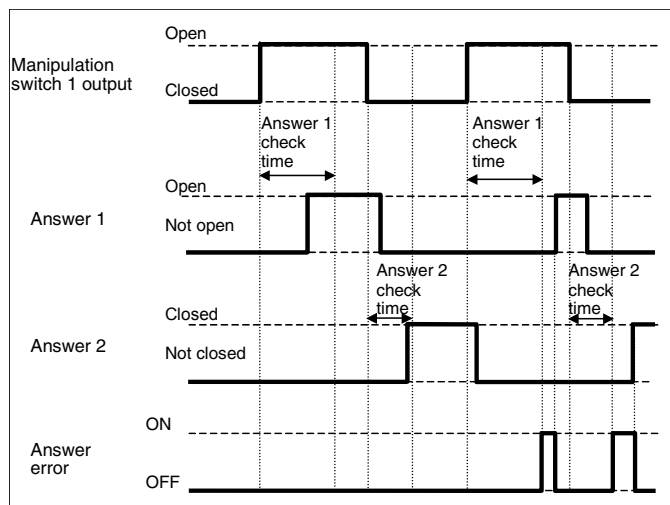 Manipulation
switch 1 output
Open
Closed
Answer 1
check
time
Answer 1
check
time
Answer 1
Open
Not open
Answer 2
check
time
Answer 2
check
time
Answer 2
Closed
Not closed
Answer
error
ON
OFF